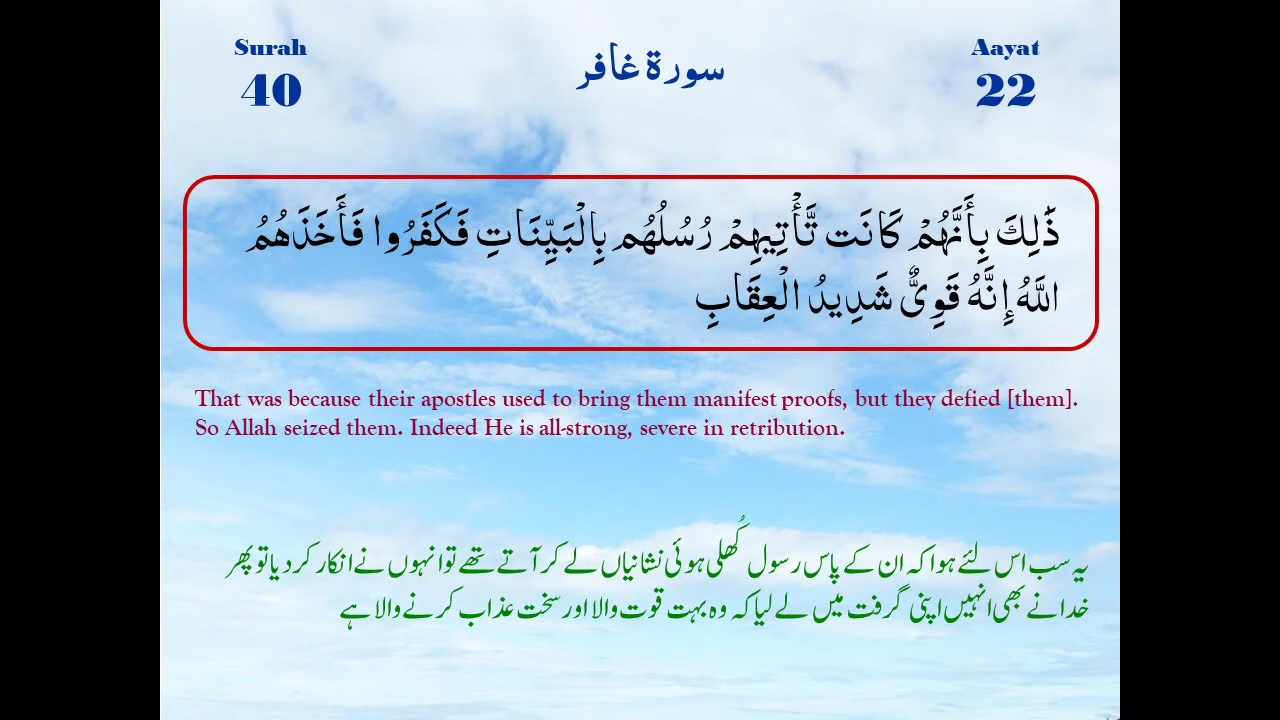 Surah
40
سورة غافر
Aayat
22
ذَٰلِكَ بِأَنَّهُمْ كَانَت تَّأْتِيهِمْ رُسُلُهُم بِالْبَيِّنَاتِ فَكَفَرُوا فَأَخَذَهُمُ
اللَّهُ إِنَّهُ قَوِيٌّ شَدِيدُ الْعِقَابِ
That was because their apostles used to bring them manifest proofs, but they defied [them].
So Allah seized them. Indeed He is all-strong, severe in retribution.
یہ سب اس لئے ہوا کہ ان کے پاس رسول کُھلی ہوئی نشانیاں لے کر آتے تھے تو انہوں نے انکار کر دیا تو پھر
خدا نے بھی انہیں اپنی گرفت میں لے لیا کہ وہ بہت قوت والا اور سخت عذاب کرنے والا ہے